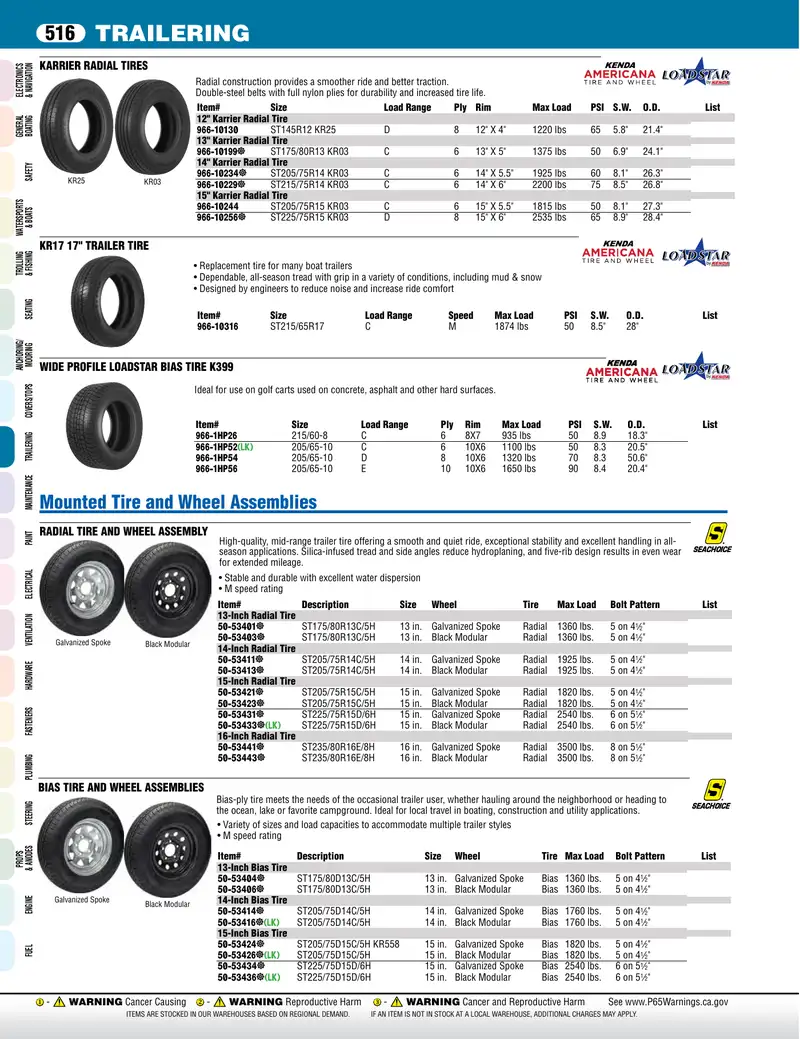 516 TRAILERING
ELECTRONICS & NAVIGATION
GENERAL BOATING
SAFETY
WATERSPORTS & BOATS
TROLLING & FISHING
SEATING
ANCHORING/ MOORING
COVERS/TOPS
TRAILERING
MAINTENANCE
PAINT
ELECTRICAL
VENTILATION
HARDWARE
FASTENERS
PLUMBING
STEERING
PROPS & ANODES
ENGINE
FUEL
KARRIER RADIAL TIRES
KENDA AMERICANA TIRE AND WHEEL
LOADSTAR by KENDA
Radial construction provides a smoother ride and better traction.
Double-steel belts with full nylon plies for durability and increased tire life.
KR25 KR03
Item# Size Load Range Ply Rim Max Load PSI S.W. O.D. List
12" Karrier Radial Tire
966-10130 ST145R12 KR25 D 8 12" X 4" 1220 lbs 65 5.8" 21.4"
13" Karrier Radial Tire
966-10199 ST175/80R13 KR03 C 6 13" X 5" 1375 lbs 50 6.9" 24.1"
14" Karrier Radial Tire
966-10234 ST205/75R14 KR03 C 6 14" X 5.5" 1925 lbs 60 8.1" 26.3"
966-10229 ST215/75R14 KR03 C 6 14" X 6" 2200 lbs 75 8.5" 26.8"
15" Karrier Radial Tire
966-10244 ST205/75R15 KR03 C 6 15" X 5.5" 1815 lbs 50 8.1" 27.3"
966-10256 ST225/75R15 KR03 D 8 15" X 6" 2535 lbs 65 8.9" 28.4"
KR17 17" TRAILER TIRE
KENDA AMERICANA TIRE AND WHEEL
LOADSTAR by KENDA
• Replacement tire for many boat trailers
• Dependable, all-season tread with grip in a variety of conditions, including mud & snow
• Designed by engineers to reduce noise and increase ride comfort
Item# Size Load Range Speed Max Load PSI S.W. O.D. List
966-10316 ST215/65R17 C M 1874 lbs 50 8.5" 28"
WIDE PROFILE LOADSTAR BIAS TIRE K399
KENDA AMERICANA TIRE AND WHEEL
LOADSTAR by KENDA
Ideal for use on golf carts used on concrete, asphalt and other hard surfaces.
Item# Size Load Range Ply Rim Max Load PSI S.W. O.D. List
966-1HP26 215/60-8 C 6 8X7 935 lbs 50 8.9 18.3"
966-1HP52(LK) 205/65-10 C 6 10X6 1100 lbs 50 8.3 20.5"
966-1HP54 205/65-10 D 8 10X6 1320 lbs 70 8.3 50.6"
966-1HP56 205/65-10 E 10 10X6 1650 lbs 90 8.4 20.4"
Mounted Tire and Wheel Assemblies
RADIAL TIRE AND WHEEL ASSEMBLY
S SEACHOICE
High-quality, mid-range trailer tire offering a smooth and quiet ride, exceptional stability and excellent handling in all-
season applications. Silica-infused tread and side angles reduce hydroplaning, and five-rib design results in even wear
for extended mileage.
• Stable and durable with excellent water dispersion
• M speed rating
Galvanized Spoke Black Modular
Item# Description Size Wheel Tire Max Load Bolt Pattern List
13-Inch Radial Tire
50-53401 ST175/80R13C/5H 13 in. Galvanized Spoke Radial 1360 lbs. 5 on 4½"
50-53403 ST175/80R13C/5H 13 in. Black Modular Radial 1360 lbs. 5 on 4½"
14-Inch Radial Tire
50-53411 ST205/75R14C/5H 14 in. Galvanized Spoke Radial 1925 lbs. 5 on 4½"
50-53413 ST205/75R14C/5H 14 in. Black Modular Radial 1925 lbs. 5 on 4½"
15-Inch Radial Tire
50-53421 ST205/75R15C/5H 15 in. Galvanized Spoke Radial 1820 lbs. 5 on 4½"
50-53423 ST205/75R15C/5H 15 in. Black Modular Radial 1820 lbs. 5 on 4½"
50-53431 ST225/75R15D/6H 15 in. Galvanized Spoke Radial 2540 lbs. 6 on 5½"
50-53433(LK) ST225/75R15D/6H 15 in. Black Modular Radial 2540 lbs. 6 on 5½"
16-Inch Radial Tire
50-53441 ST235/80R16E/8H 16 in. Galvanized Spoke Radial 3500 lbs. 8 on 5½"
50-53443 ST235/80R16E/8H 16 in. Black Modular Radial 3500 lbs. 8 on 5½"
BIAS TIRE AND WHEEL ASSEMBLIES
S SEACHOICE
Bias-ply tire meets the needs of the occasional trailer user, whether hauling around the neighborhood or heading to
the ocean, lake or favorite campground. Ideal for local travel in boating, construction and utility applications.
• Variety of sizes and load capacities to accommodate multiple trailer styles
• M speed rating
Galvanized Spoke Black Modular
Item# Description Size Wheel Tire Max Load Bolt Pattern List
13-Inch Bias Tire
50-53404 ST175/80D13C/5H 13 in. Galvanized Spoke Bias 1360 lbs. 5 on 4½"
50-53406 ST175/80D13C/5H 13 in. Black Modular Bias 1360 lbs. 5 on 4½"
14-Inch Bias Tire
50-53414 ST205/75D14C/5H 14 in. Galvanized Spoke Bias 1760 lbs. 5 on 4½"
50-53416(LK) ST205/75D14C/5H 14 in. Black Modular Bias 1760 lbs. 5 on 4½"
15-Inch Bias Tire
50-53424 ST205/75D15C/5H KR558 15 in. Galvanized Spoke Bias 1820 lbs. 5 on 4½"
50-53426(LK) ST205/75D15C/5H 15 in. Black Modular Bias 1820 lbs. 5 on 4½"
50-53434 ST225/75D15D/6H 15 in. Galvanized Spoke Bias 2540 lbs. 6 on 5½"
50-53436(LK) ST225/75D15D/6H 15 in. Black Modular Bias 2540 lbs. 6 on 5½"
1 - WARNING Cancer Causing 2 - WARNING Reproductive Harm 3 - WARNING Cancer and Reproductive Harm See www.P65Warnings.ca.gov
ITEMS ARE STOCKED IN OUR WAREHOUSES BASED ON REGIONAL DEMAND. IF AN ITEM IS NOT IN STOCK AT A LOCAL WAREHOUSE, ADDITIONAL CHARGES MAY APPLY.